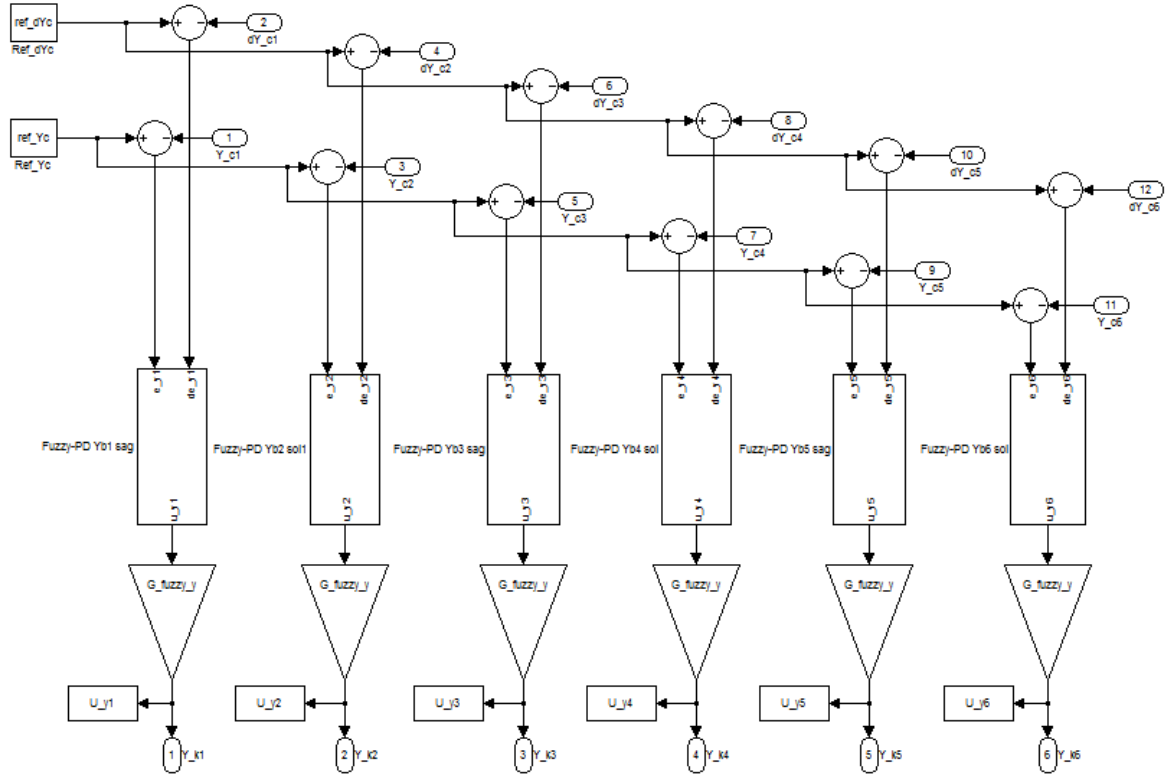 ref_dYc
Ref_dYc
+
−
2
dY_c1
+
−
4
dY_c2
+
−
6
dY_c3
+
−
8
dY_c4
+
−
10
dY_c5
+
−
12
dY_c6
ref_Yc
Ref_Yc
+
−
1
Y_c1
+
−
3
Y_c2
+
−
5
Y_c3
+
−
7
Y_c4
+
−
9
Y_c5
+
−
11
Y_c6
e_y1
de_y1
Fuzzy-PD Yb1 sag
u_y1
e_y2
de_y2
Fuzzy-PD Yb2 sol1
u_y2
e_y3
de_y3
Fuzzy-PD Yb3 sag
u_y3
e_y4
de_y4
Fuzzy-PD Yb4 sol
u_y4
e_y5
de_y5
Fuzzy-PD Yb5 sag
u_y5
e_y6
de_y6
Fuzzy-PD Yb6 sol
u_y6
G_fuzzy_y
G_fuzzy_y
G_fuzzy_y
G_fuzzy_y
G_fuzzy_y
G_fuzzy_y
U_y1
U_y2
U_y3
U_y4
U_y5
U_y6
1 Y_k1
2 Y_k2
3 Y_k3
4 Y_k4
5 Y_k5
6 Y_k6